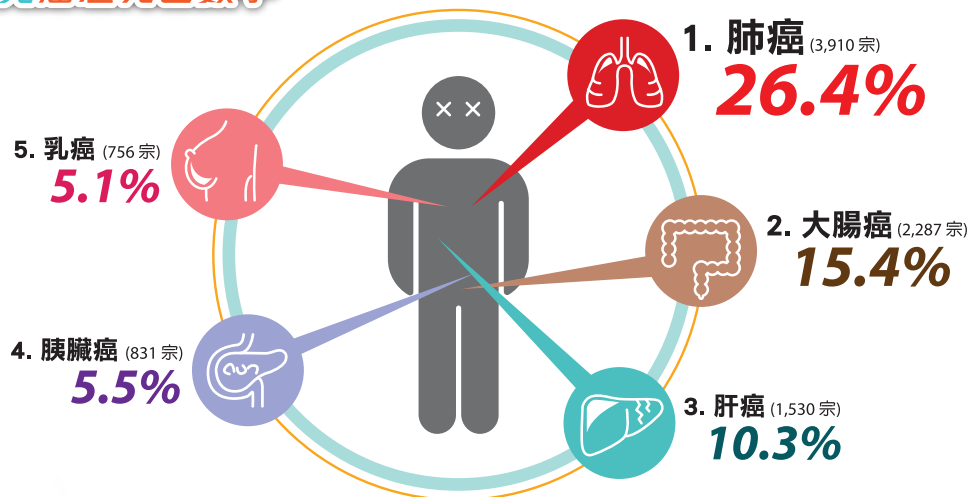 1. 肺癌 (3,910 宗)
26.4%
2. 大腸癌 (2,287 宗)
15.4%
3. 肝癌 (1,530 宗)
10.3%
4. 胰臟癌 (831 宗)
5.5%
5. 乳癌 (756 宗)
5.1%